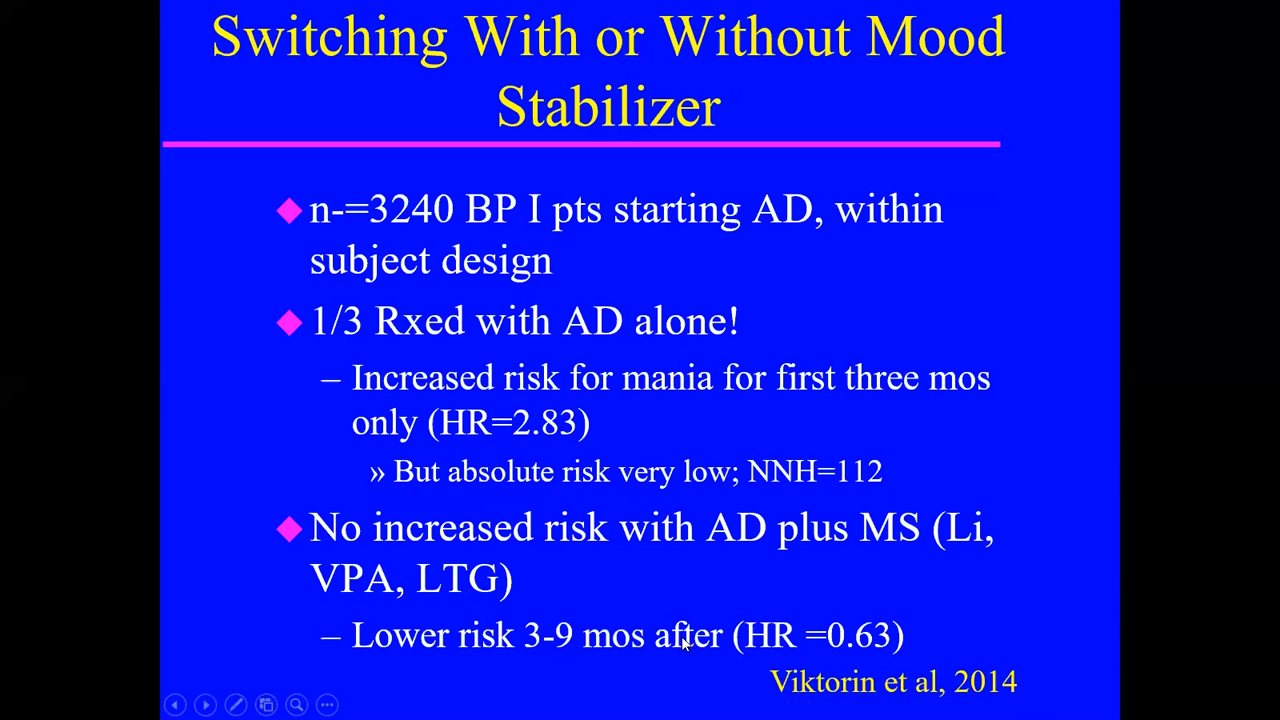 Switching With or Without Mood
Stabilizer
n-=3240 BP I pts starting AD, within
subject design
1/3 Rxed with AD alone!
– Increased risk for mania for first three mos
only (HR=2.83)
» But absolute risk very low; NNH=112
No increased risk with AD plus MS (Li,
VPA, LTG)
– Lower risk 3-9 mos after (HR =0.63)
Viktorin et al, 2014